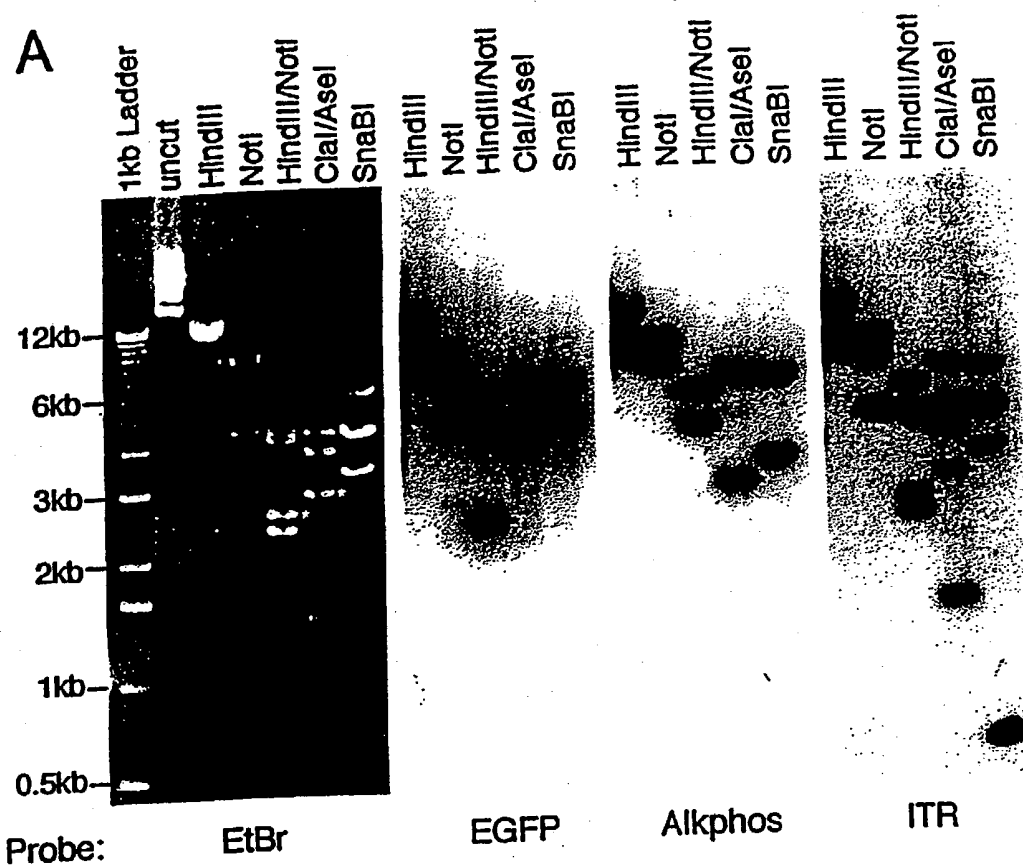 A
1kb Ladder
uncut
HindIII
NotI
HindIII/NotI
ClaI/AseI
SnaBI
HindIII
NotI
HindIII/NotI
ClaI/AseI
SnaBI
HindIII
NotI
HindIII/NotI
ClaI/AseI
SnaBI
HindIII
NotI
HindIII/NotI
ClaI/AseI
SnaBI
12kb
6kb
3kb
2kb
1kb
0.5kb
Probe: EtBr EGFP Alkphos ITR